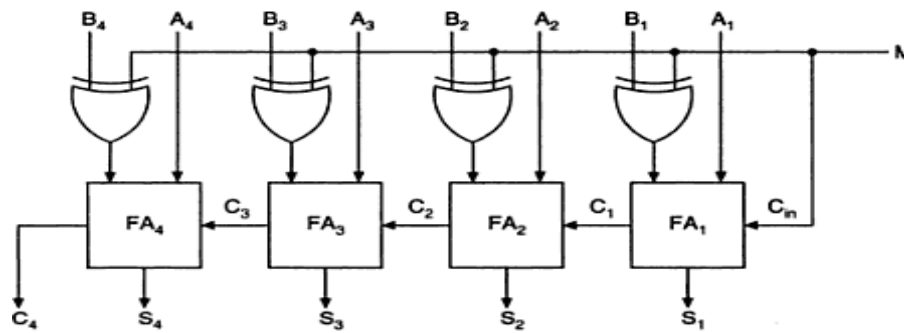 B₄ A₄ B₃ A₃ B₂ A₂ B₁ A₁
M
C₃ C₂ C₁ C_in
FA₄ FA₃ FA₂ FA₁
C₄ S₄ S₃ S₂ S₁